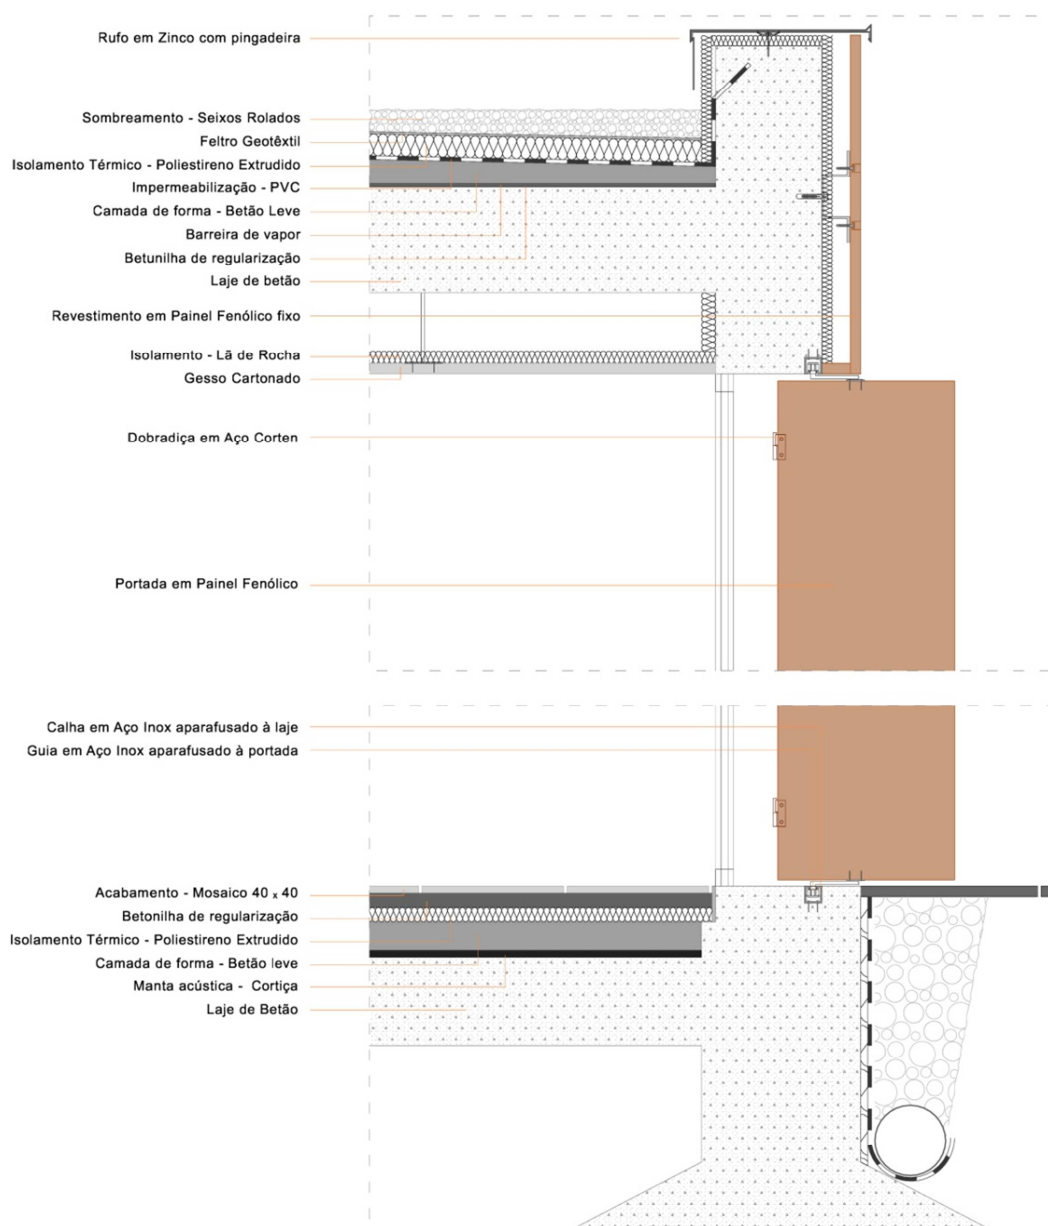 Rufo em Zinco com pingadeira
Sombreamento - Seixos Rolados
Feltro Geotêxtil
Isolamento Térmico - Poliestireno Extrudido
Impermeabilização - PVC
Camada de forma - Betão Leve
Barreira de vapor
Betunilha de regularização
Laje de betão
Revestimento em Painel Fenólico fixo
Isolamento - Lã de Rocha
Gesso Cartonado
Dobradiça em Aço Corten
Portada em Painel Fenólico
Calha em Aço Inox aparafusado à laje
Guia em Aço Inox aparafusado à portada
Acabamento - Mosaico 40 x 40
Betonilha de regularização
Isolamento Térmico - Poliestireno Extrudido
Camada de forma - Betão leve
Manta acústica - Cortiça
Laje de Betão